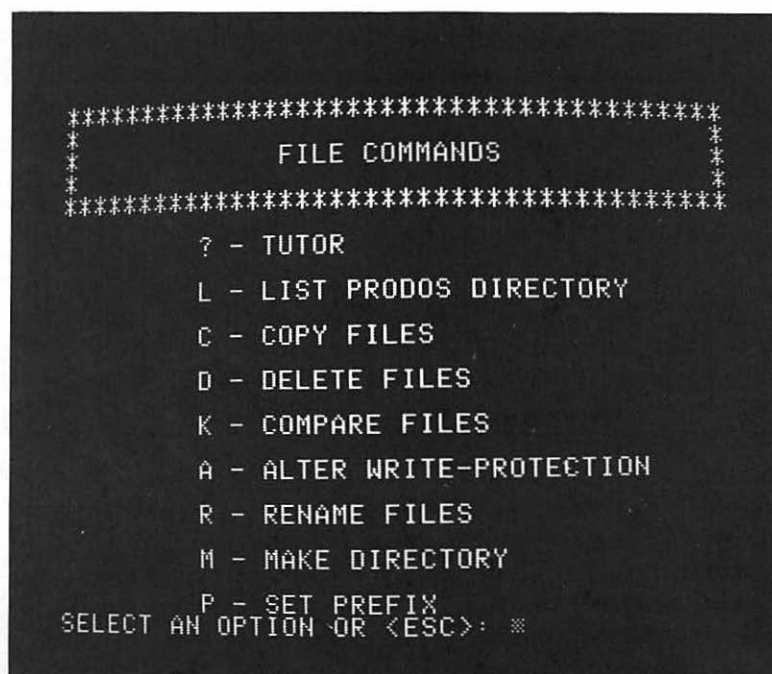 FILE COMMANDS
? - TUTOR
L - LIST PRODOS DIRECTORY
C - COPY FILES
D - DELETE FILES
K - COMPARE FILES
A - ALTER WRITE-PROTECTION
R - RENAME FILES
M - MAKE DIRECTORY
P - SET PREFIX
SELECT AN OPTION OR <ESC>: